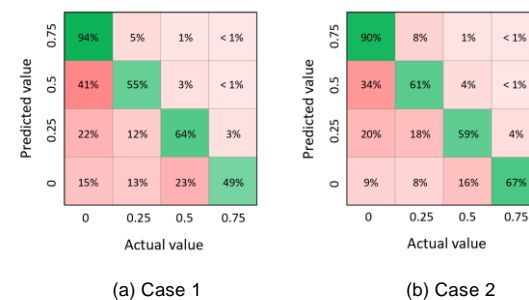 0.75 94% 5% 1% < 1%
0.5 41% 55% 3% < 1%
0.25 22% 12% 64% 3%
0 15% 13% 23% 49%
0 0.25 0.5 0.75
Predicted value
Actual value
(a) Case 1
0.75 90% 8% 1% < 1%
0.5 34% 61% 4% < 1%
0.25 20% 18% 59% 4%
0 9% 8% 16% 67%
0 0.25 0.5 0.75
Predicted value
Actual value
(b) Case 2